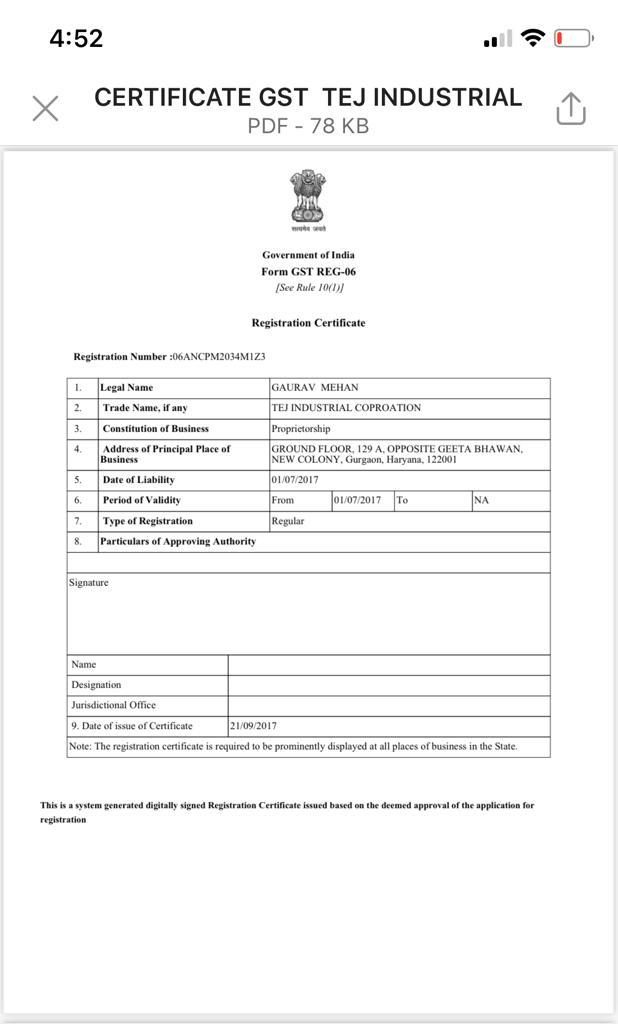 4:52
CERTIFICATE GST TEJ INDUSTRIAL
PDF - 78 KB
सत्यमेव जयते
Government of India
Form GST REG-06
[See Rule 10(1)]
Registration Certificate
Registration Number :06ANCPM2034M1Z3
1. Legal Name GAURAV MEHAN
2. Trade Name, if any TEJ INDUSTRIAL COPROATION
3. Constitution of Business Proprietorship
4. Address of Principal Place of GROUND FLOOR, 129 A, OPPOSITE GEETA BHAWAN,
Business NEW COLONY, Gurgaon, Haryana, 122001
5. Date of Liability 01/07/2017
6. Period of Validity From 01/07/2017 To NA
7. Type of Registration Regular
8. Particulars of Approving Authority
Signature
Name
Designation
Jurisdictional Office
9. Date of issue of Certificate 21/09/2017
Note: The registration certificate is required to be prominently displayed at all places of business in the State.
This is a system generated digitally signed Registration Certificate issued based on the deemed approval of the application for
registration